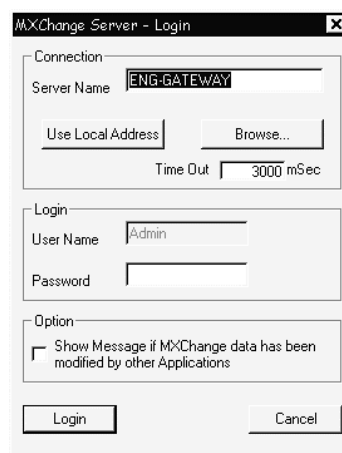 MXChange Server - Login
Connection
Server Name ENG-GATEWAY
Use Local Address Browse...
Time Out 3000 mSec
Login
User Name Admin
Password
Option
Show Message if MXChange data has been
modified by other Applications
Login Cancel